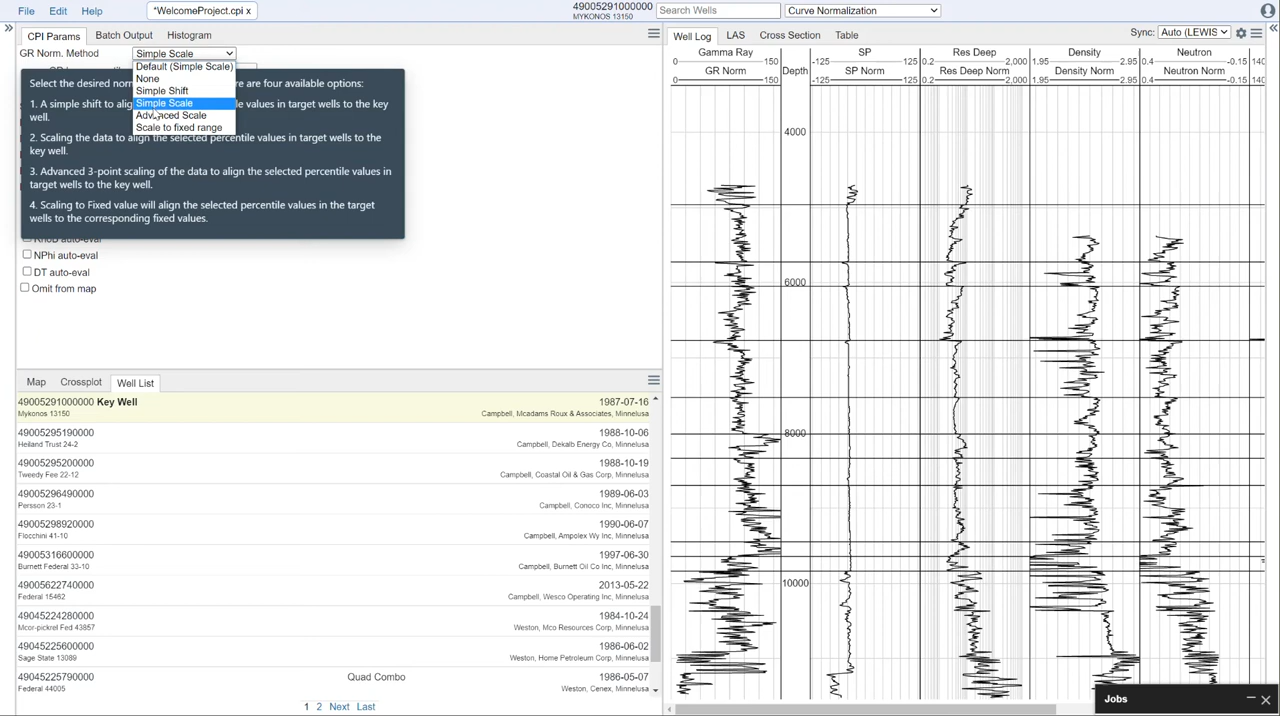 File Edit Help *WelcomeProject.cpi x 49005291000000 Search Wells Curve Normalization
MYKONOS 13150
CPI Params Batch Output Histogram
GR Norm. Method Simple Scale
Default (Simple Scale)
None
Simple Shift
Simple Scale
Advanced Scale
Scale to fixed range
Select the desired norm re are four available options:
1. A simple shift to alig le values in target wells to the key
well.
2. Scaling the data to align the selected percentile values in target wells to the
key well.
3. Advanced 3-point scaling of the data to align the selected percentile values in
target wells to the key well.
4. Scaling to Fixed value will align the selected percentile values in the target
wells to the corresponding fixed values.
RhoB auto-eval
NPhi auto-eval
DT auto-eval
Omit from map
Map Crossplot Well List
49005291000000 Key Well 1987-07-16
Mykonos 13150 Campbell, Mcadams Roux & Associates, Minnelusa
49005295190000 1988-10-06
Heiland Trust 24-2 Campbell, Dekalb Energy Co, Minnelusa
49005295200000 1988-10-19
Tweedy Fee 22-12 Campbell, Coastal Oil & Gas Corp, Minnelusa
49005296490000 1989-06-03
Persson 23-1 Campbell, Conoco Inc, Minnelusa
49005298920000 1990-06-07
Flocchini 41-10 Campbell, Ampolex Wy Inc, Minnelusa
49005316600000 1997-06-30
Burnett Federal 33-10 Campbell, Burnett Oil Co Inc, Minnelusa
49005622740000 2013-05-22
Federal 15462 Campbell, Wesco Operating Inc, Minnelusa
49045224280000 1984-10-24
Mcor-pickrel Fed 43857 Weston, Mco Resources Corp, Minnelusa
49045225600000 1986-06-02
Sage State 13089 Weston, Home Petroleum Corp, Minnelusa
49045225790000 Quad Combo 1986-05-07
Federal 44005 Weston, Cenex, Minnelusa
1 2 Next Last
Well Log LAS Cross Section Table Sync: Auto (LEWIS
Gamma Ray SP Res Deep Density Neutron
0 150 -125 125 0.2 2,000 1.95 2.95 0.4 -0.15 140
GR Norm Depth SP Norm Res Deep Norm Density Norm Neutron Norm
0 150 -125 125 0.2 2,000 1.95 2.95 0.4 -0.15 140
4000
6000
8000
10000
Jobs